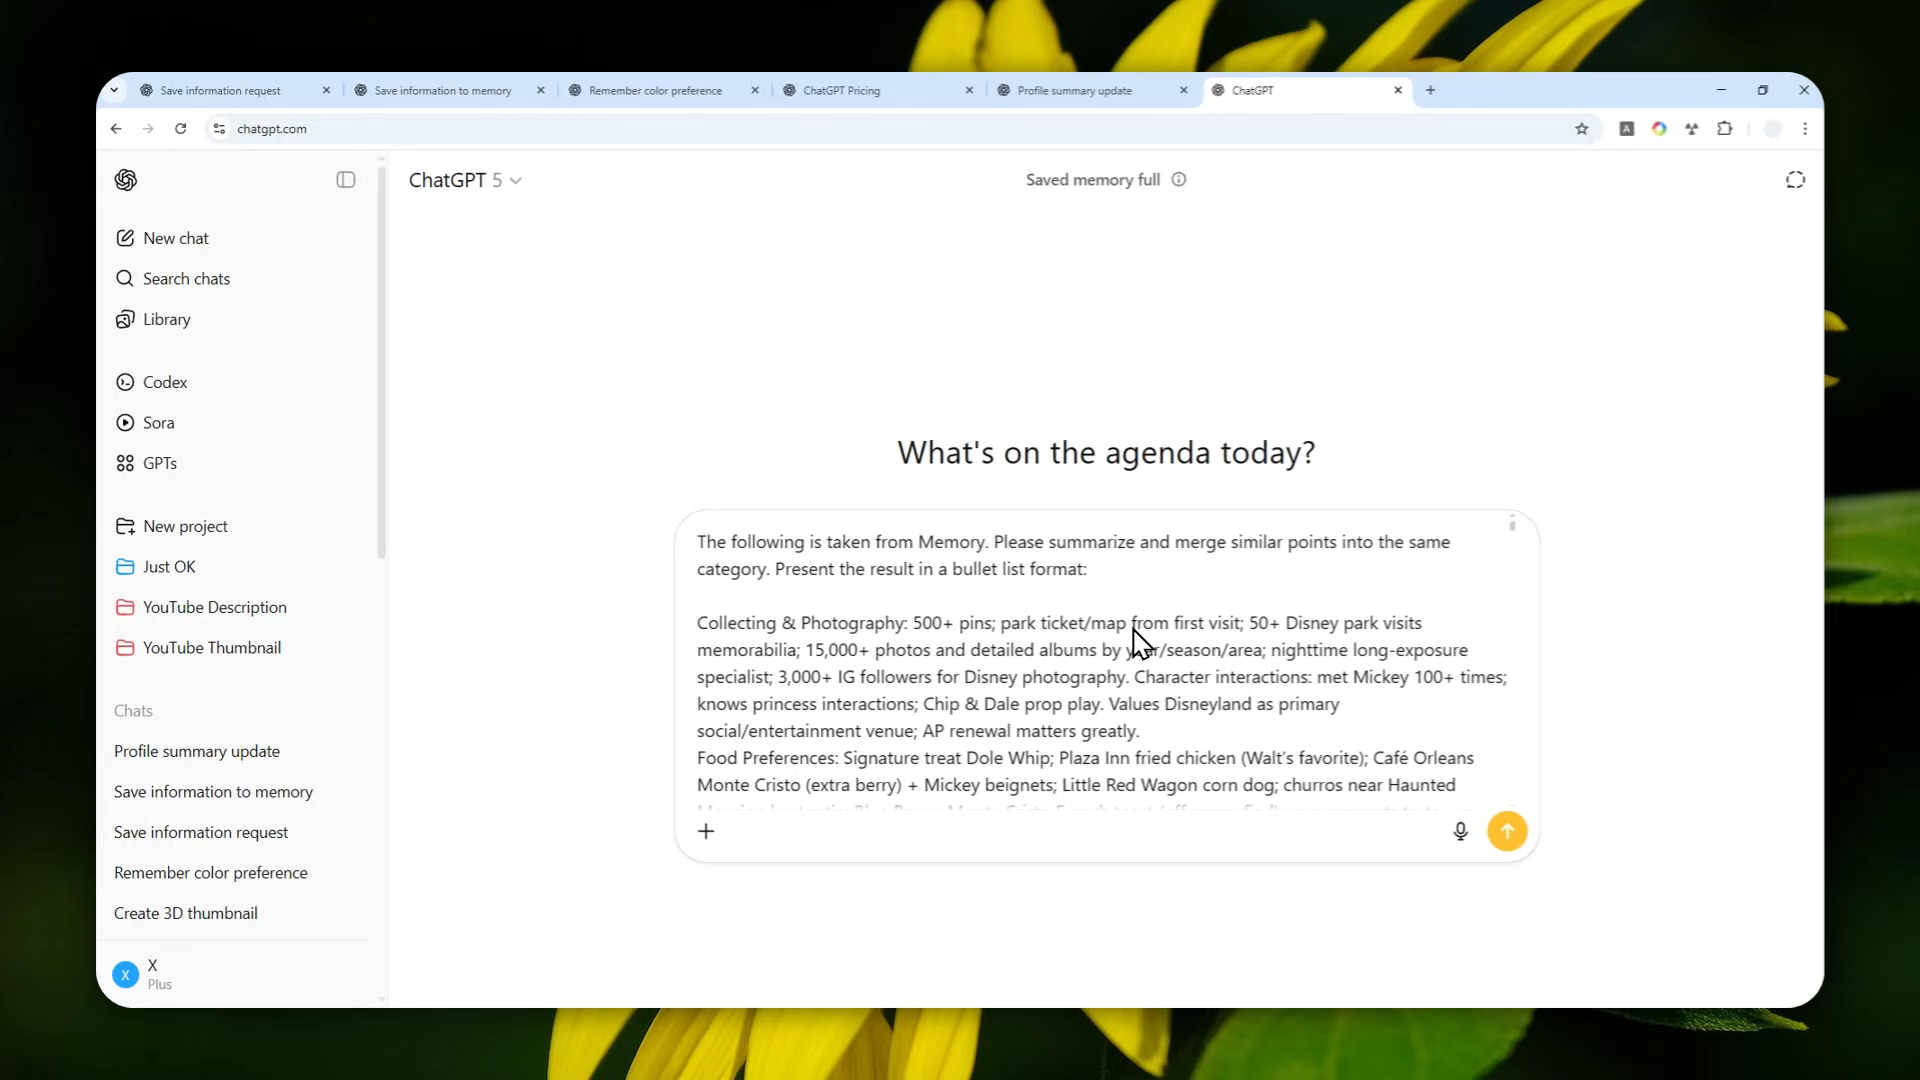 Save information request
Save information to memory
Remember color preference
ChatGPT Pricing
Profile summary update
ChatGPT
chatgpt.com
ChatGPT 5
Saved memory full
New chat
Search chats
Library
Codex
Sora
GPTs
New project
Just OK
YouTube Description
YouTube Thumbnail
Chats
Profile summary update
Save information to memory
Save information request
Remember color preference
Create 3D thumbnail
X
X
Plus
What's on the agenda today?
The following is taken from Memory. Please summarize and merge similar points into the same
category. Present the result in a bullet list format:
Collecting & Photography: 500+ pins; park ticket/map from first visit; 50+ Disney park visits
memorabilia; 15,000+ photos and detailed albums by year/season/area; nighttime long-exposure
specialist; 3,000+ IG followers for Disney photography. Character interactions: met Mickey 100+ times;
knows princess interactions; Chip & Dale prop play. Values Disneyland as primary
social/entertainment venue; AP renewal matters greatly.
Food Preferences: Signature treat Dole Whip; Plaza Inn fried chicken (Walt's favorite); Café Orleans
Monte Cristo (extra berry) + Mickey beignets; Little Red Wagon corn dog; churros near Haunted